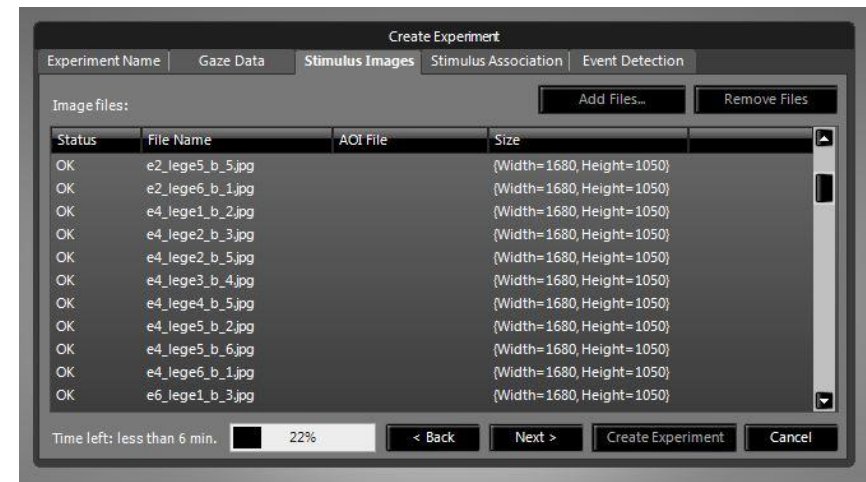 Create Experiment
Experiment Name Gaze Data Stimulus Images Stimulus Association Event Detection
Image files: Add Files... Remove Files
Status File Name AOI File Size
OK e2_lege5_b_5.jpg {Width=1680, Height=1050}
OK e2_lege6_b_1.jpg {Width=1680, Height=1050}
OK e4_lege1_b_2.jpg {Width=1680, Height=1050}
OK e4_lege2_b_3.jpg {Width=1680, Height=1050}
OK e4_lege2_b_5.jpg {Width=1680, Height=1050}
OK e4_lege3_b_4.jpg {Width=1680, Height=1050}
OK e4_lege4_b_5.jpg {Width=1680, Height=1050}
OK e4_lege5_b_2.jpg {Width=1680, Height=1050}
OK e4_lege5_b_6.jpg {Width=1680, Height=1050}
OK e4_lege6_b_1.jpg {Width=1680, Height=1050}
OK e6_lege1_b_3.jpg {Width=1680, Height=1050}
Time left: less than 6 min. 22% < Back Next > Create Experiment Cancel